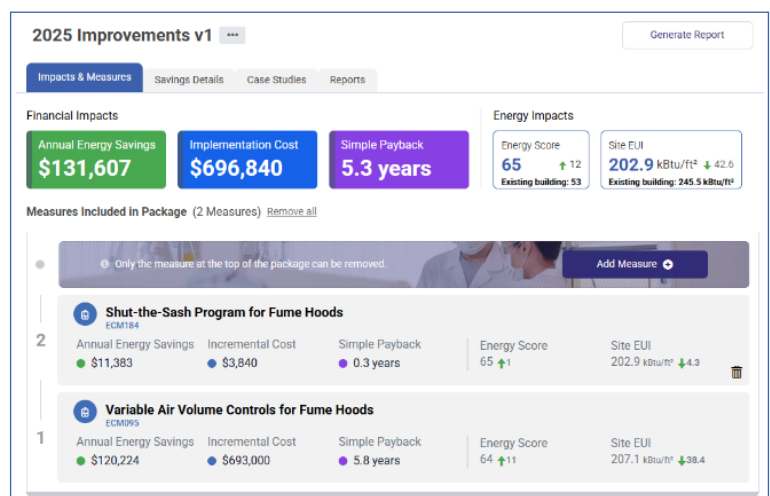 2025 Improvements v1 ...
Generate Report
Impacts & Measures Savings Details Case Studies Reports
Financial Impacts
Energy Impacts
Annual Energy Savings
$131,607
Implementation Cost
$696,840
Simple Payback
5.3 years
Energy Score
65 12
Existing building: 53
Site EUI
202.9 kBtu/ft² 42.6
Existing building: 245.5 kBtu/ft²
Measures Included in Package (2 Measures) Remove all
Only the measure at the top of the package can be removed.
Add Measure
2
Shut-the-Sash Program for Fume Hoods
ECM184
Annual Energy Savings Incremental Cost Simple Payback Energy Score Site EUI
$11,383 $3,840 0.3 years 65 1 202.9 kBtu/ft² 4.3
1
Variable Air Volume Controls for Fume Hoods
ECM095
Annual Energy Savings Incremental Cost Simple Payback Energy Score Site EUI
$120,224 $693,000 5.8 years 64 11 207.1 kBtu/ft² 38.4